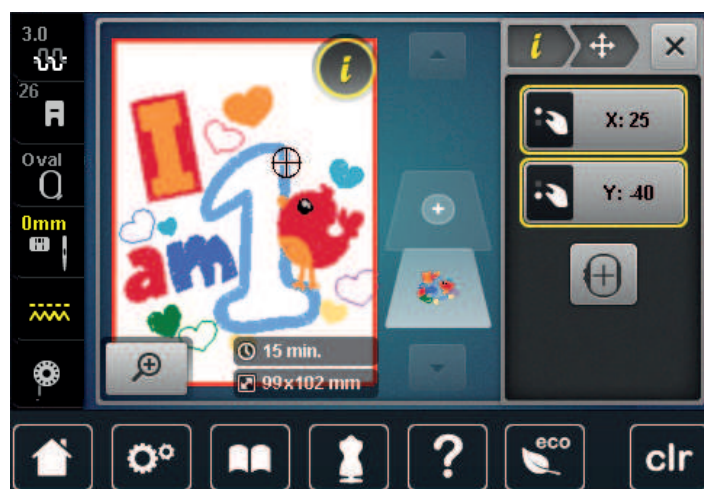 3.0
26
Oval
0mm
I
am 1
i
15 min.
99x102 mm
i
X: 25
Y: -40
?
eco
clr